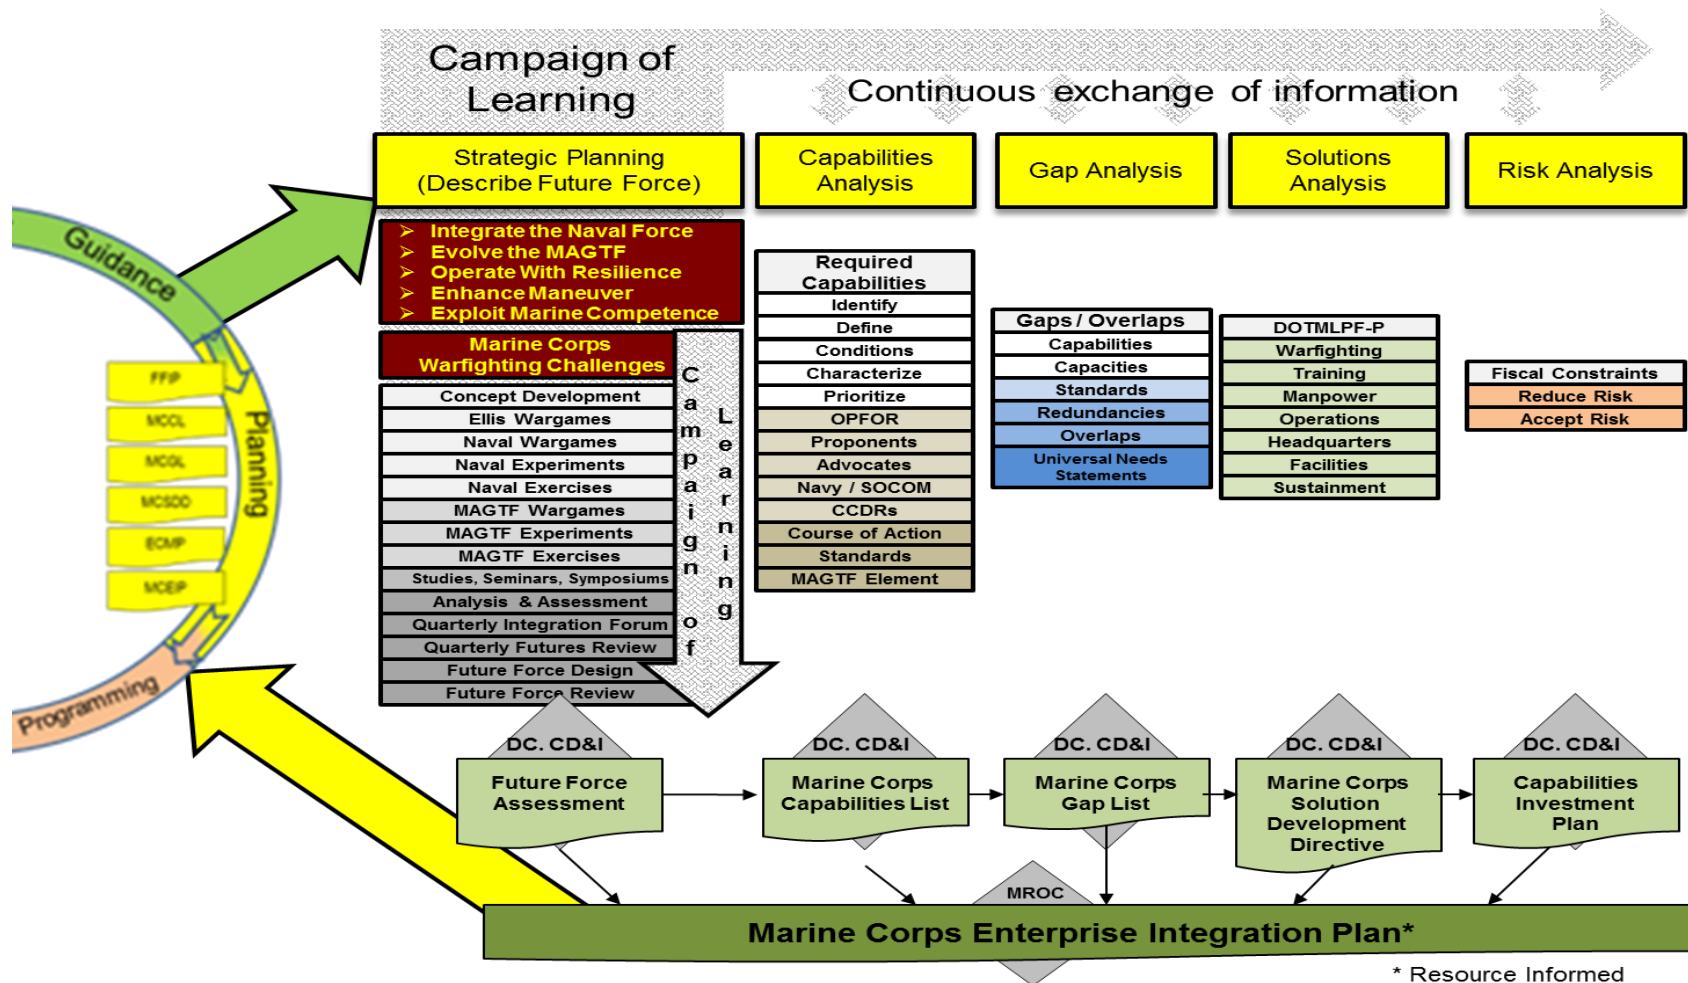 Campaign of
Learning
Continuous exchange of information
Strategic Planning
(Describe Future Force)
Capabilities
Analysis
Gap Analysis
Solutions
Analysis
Risk Analysis
Guidance
Planning
Programming
FFIP
MCCL
MCGL
MCSDD
ECMP
MCEIP
Integrate the Naval Force
Evolve the MAGTF
Operate With Resilience
Enhance Maneuver
Exploit Marine Competence
Marine Corps
Warfighting Challenges
Concept Development
Ellis Wargames
Naval Wargames
Naval Experiments
Naval Exercises
MAGTF Wargames
MAGTF Experiments
MAGTF Exercises
Studies, Seminars, Symposiums
Analysis & Assessment
Quarterly Integration Forum
Quarterly Futures Review
Future Force Design
Future Force Review
Campaign of
Learning
Required
Capabilities
Identify
Define
Conditions
Characterize
Prioritize
OPFOR
Proponents
Advocates
Navy / SOCOM
CCDRs
Course of Action
Standards
MAGTF Element
Gaps / Overlaps
Capabilities
Capacities
Standards
Redundancies
Overlaps
Universal Needs
Statements
DOTMLPF-P
Warfighting
Training
Manpower
Operations
Headquarters
Facilities
Sustainment
Fiscal Constraints
Reduce Risk
Accept Risk
DC. CD&I
Future Force
Assessment
DC. CD&I
Marine Corps
Capabilities List
DC. CD&I
Marine Corps
Gap List
DC. CD&I
Marine Corps
Solution
Development
Directive
DC. CD&I
Capabilities
Investment
Plan
MROC
Marine Corps Enterprise Integration Plan*
* Resource Informed